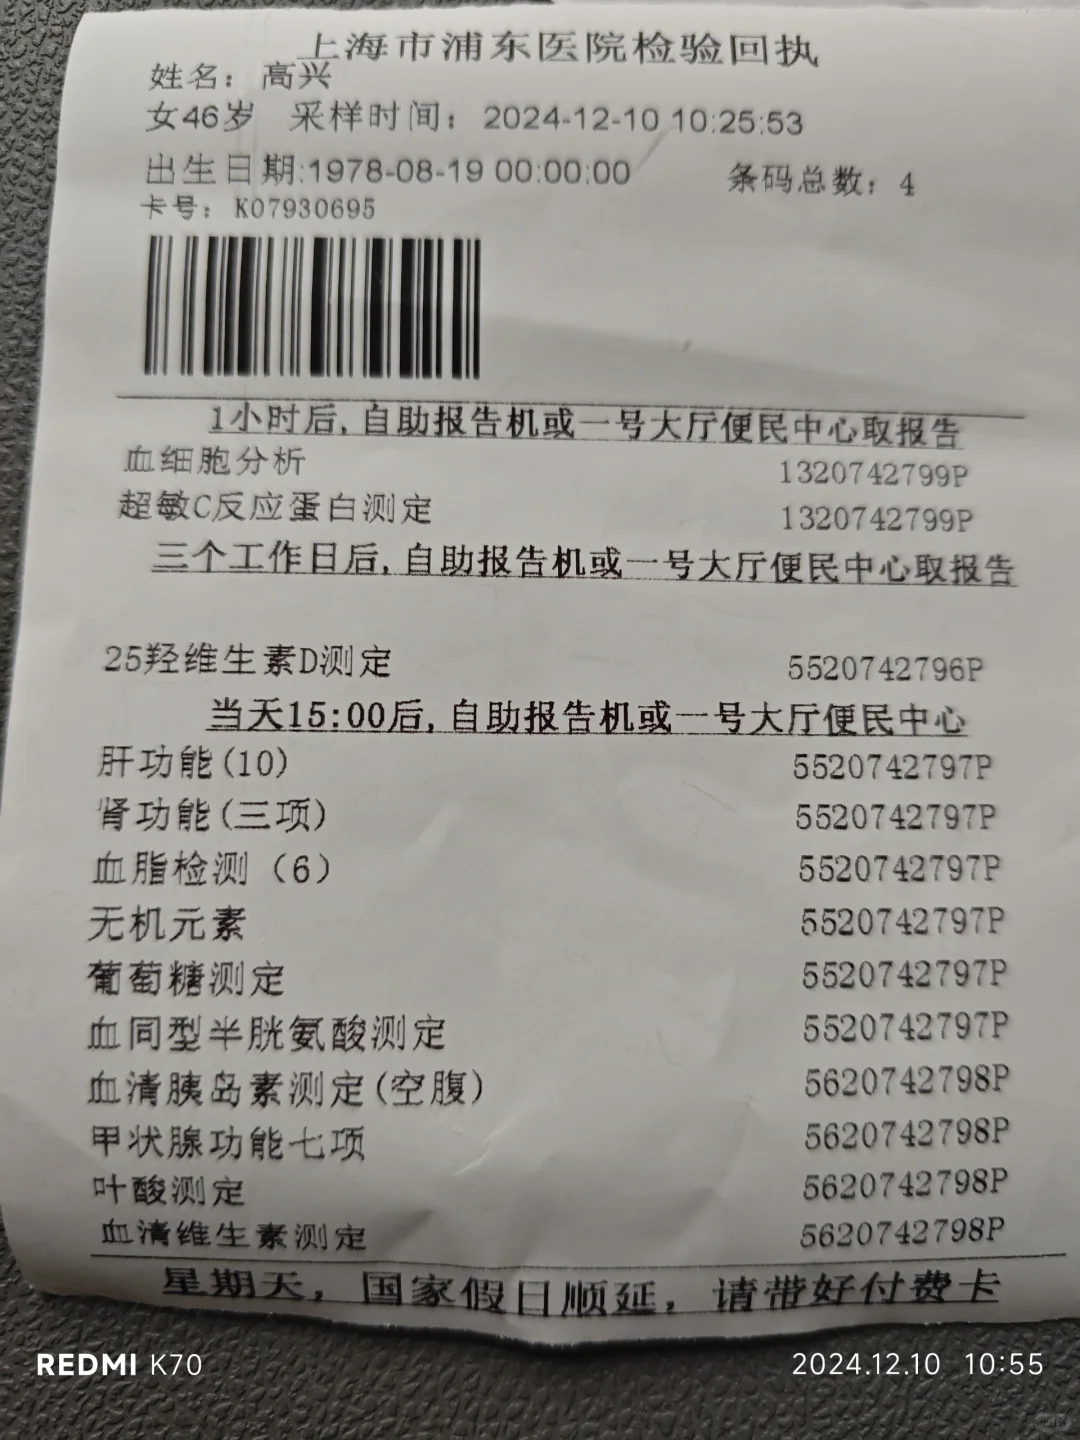 上海市浦东医院检验回执
姓名：高兴
女46岁 采样时间：2024-12-10 10:25:53
出生日期:1978-08-19 00:00:00 条码总数：4
卡号：K07930695
1小时后,自助报告机或一号大厅便民中心取报告
血细胞分析 1320742799P
超敏C反应蛋白测定 1320742799P
三个工作日后,自助报告机或一号大厅便民中心取报告
25羟维生素D测定 5520742796P
当天15:00后,自助报告机或一号大厅便民中心
肝功能(10) 5520742797P
肾功能(三项) 5520742797P
血脂检测（6） 5520742797P
无机元素 5520742797P
葡萄糖测定 5520742797P
血同型半胱氨酸测定 5520742797P
血清胰岛素测定(空腹) 5620742798P
甲状腺功能七项 5620742798P
叶酸测定 5620742798P
血清维生素测定 5620742798P
星期天，国家假日顺延，请带好付费卡
REDMI K70 2024.12.10 10:55